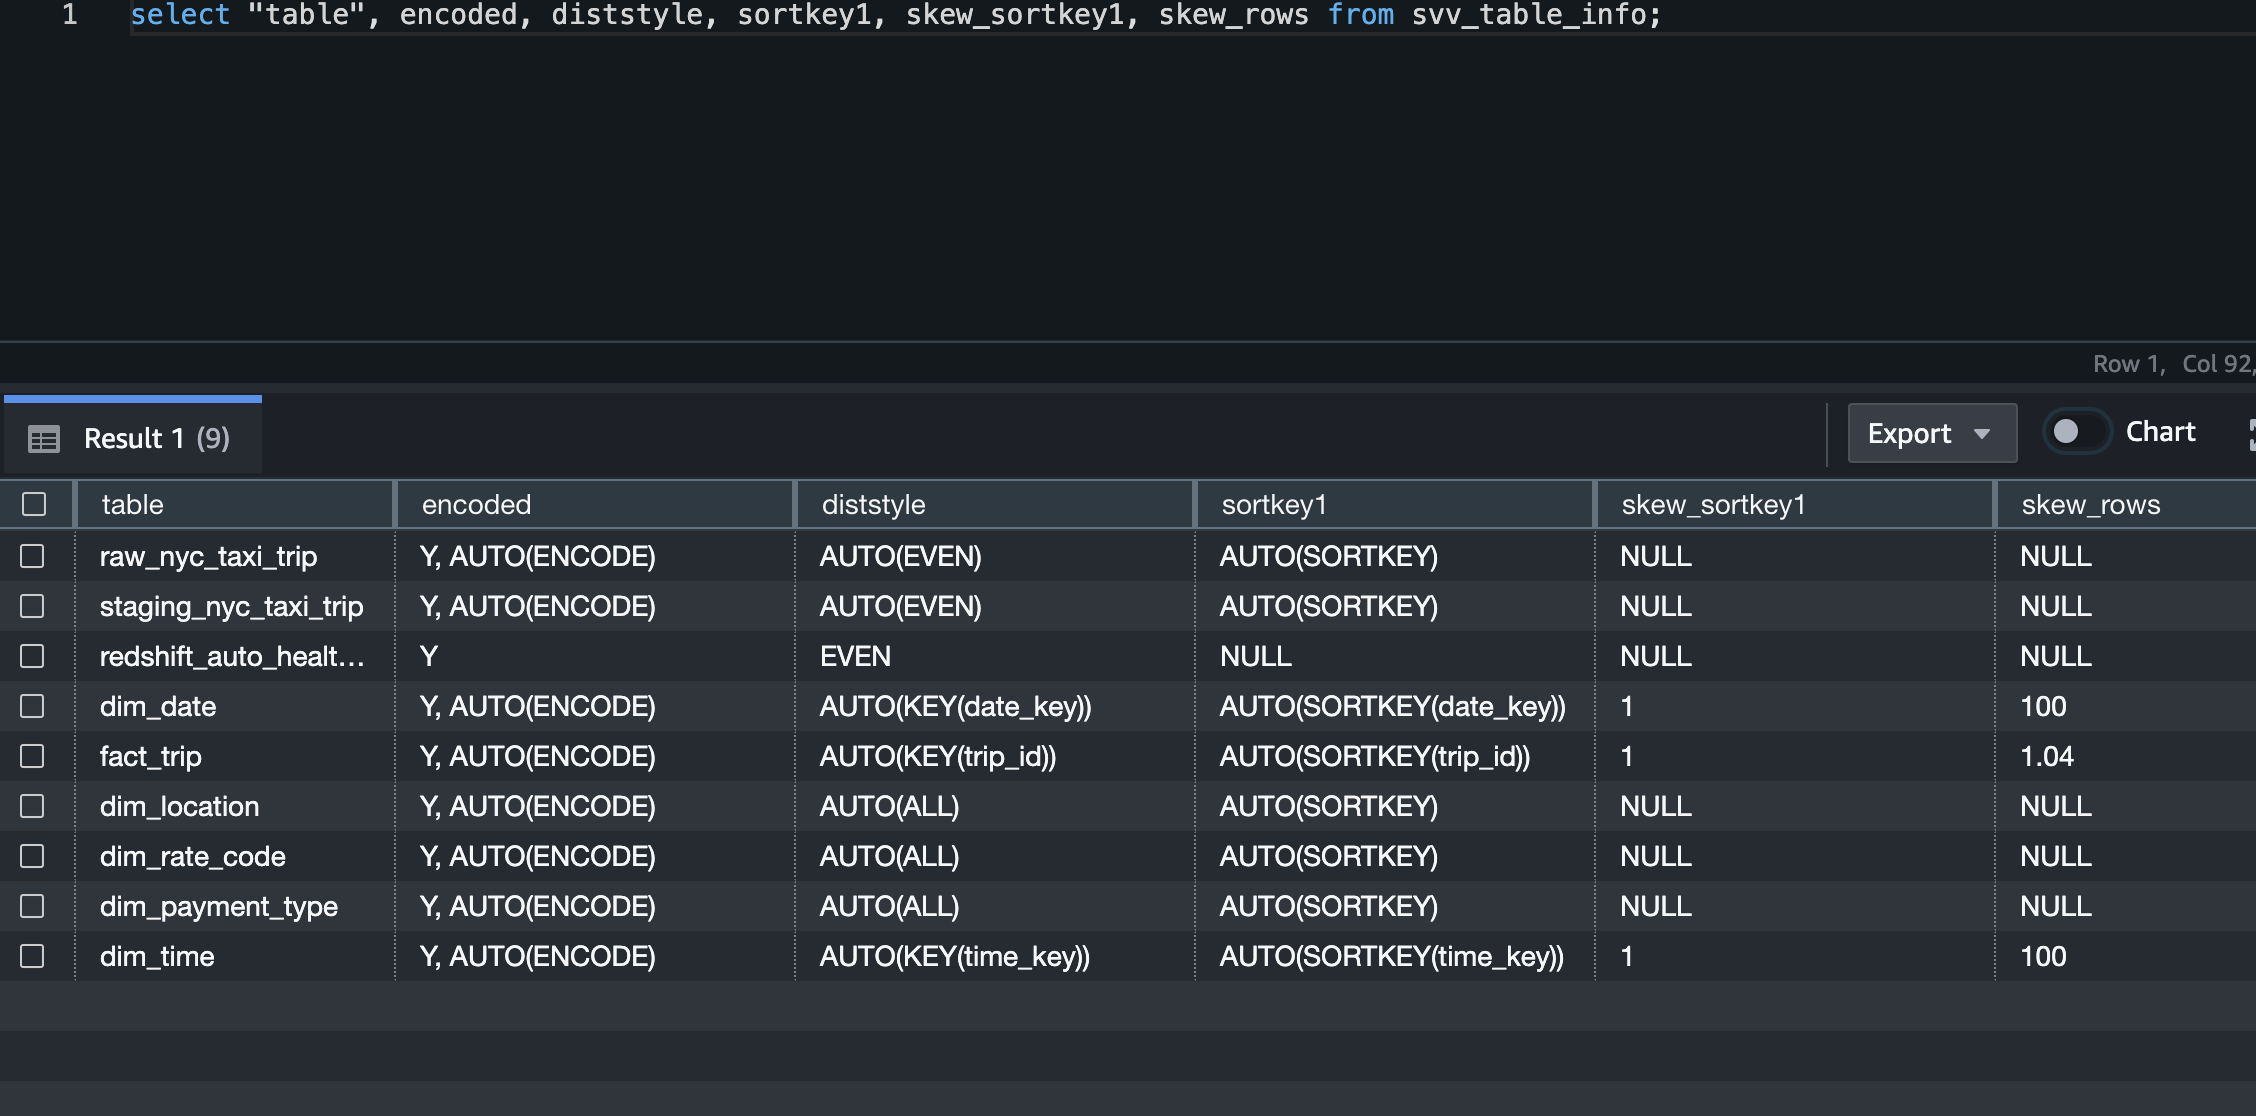 1 select "table", encoded, diststyle, sortkey1, skew_sortkey1, skew_rows from svv_table_info;
Row 1, Col 92,
Result 1 (9) Export Chart
table encoded diststyle sortkey1 skew_sortkey1 skew_rows
raw_nyc_taxi_trip Y, AUTO(ENCODE) AUTO(EVEN) AUTO(SORTKEY) NULL NULL
staging_nyc_taxi_trip Y, AUTO(ENCODE) AUTO(EVEN) AUTO(SORTKEY) NULL NULL
redshift_auto_healt... Y EVEN NULL NULL NULL
dim_date Y, AUTO(ENCODE) AUTO(KEY(date_key)) AUTO(SORTKEY(date_key)) 1 100
fact_trip Y, AUTO(ENCODE) AUTO(KEY(trip_id)) AUTO(SORTKEY(trip_id)) 1 1.04
dim_location Y, AUTO(ENCODE) AUTO(ALL) AUTO(SORTKEY) NULL NULL
dim_rate_code Y, AUTO(ENCODE) AUTO(ALL) AUTO(SORTKEY) NULL NULL
dim_payment_type Y, AUTO(ENCODE) AUTO(ALL) AUTO(SORTKEY) NULL NULL
dim_time Y, AUTO(ENCODE) AUTO(KEY(time_key)) AUTO(SORTKEY(time_key)) 1 100